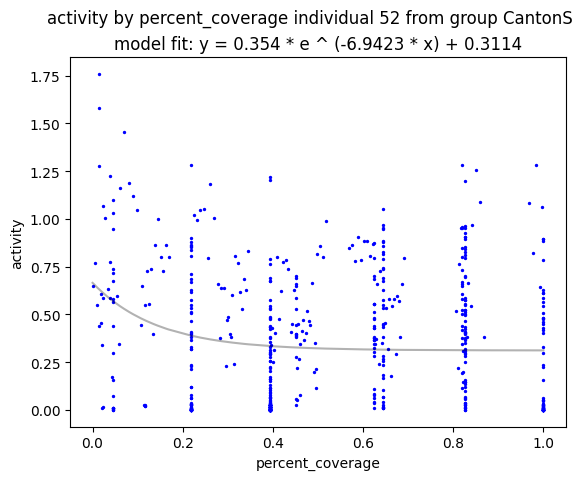 activity by percent_coverage individual 52 from group CantonS
model fit: y = 0.354 * e ^ (-6.9423 * x) + 0.3114
1.75
1.50
1.25
1.00
0.75
0.50
0.25
0.00
activity
0.0 0.2 0.4 0.6 0.8 1.0
percent_coverage